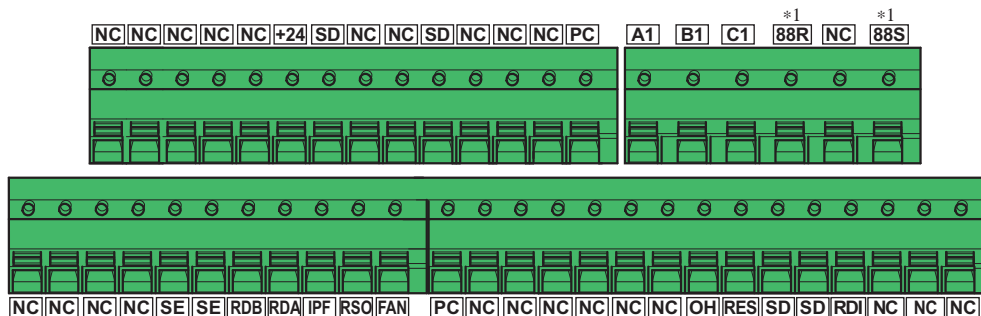 *1 *1
NC NC NC NC NC +24 SD NC NC SD NC NC NC PC A1 B1 C1 88R NC 88S
NC NC NC NC SE SE RDB RDA IPF RSO FAN PC NC NC NC NC NC NC OH RES SD SD RDI NC NC NC